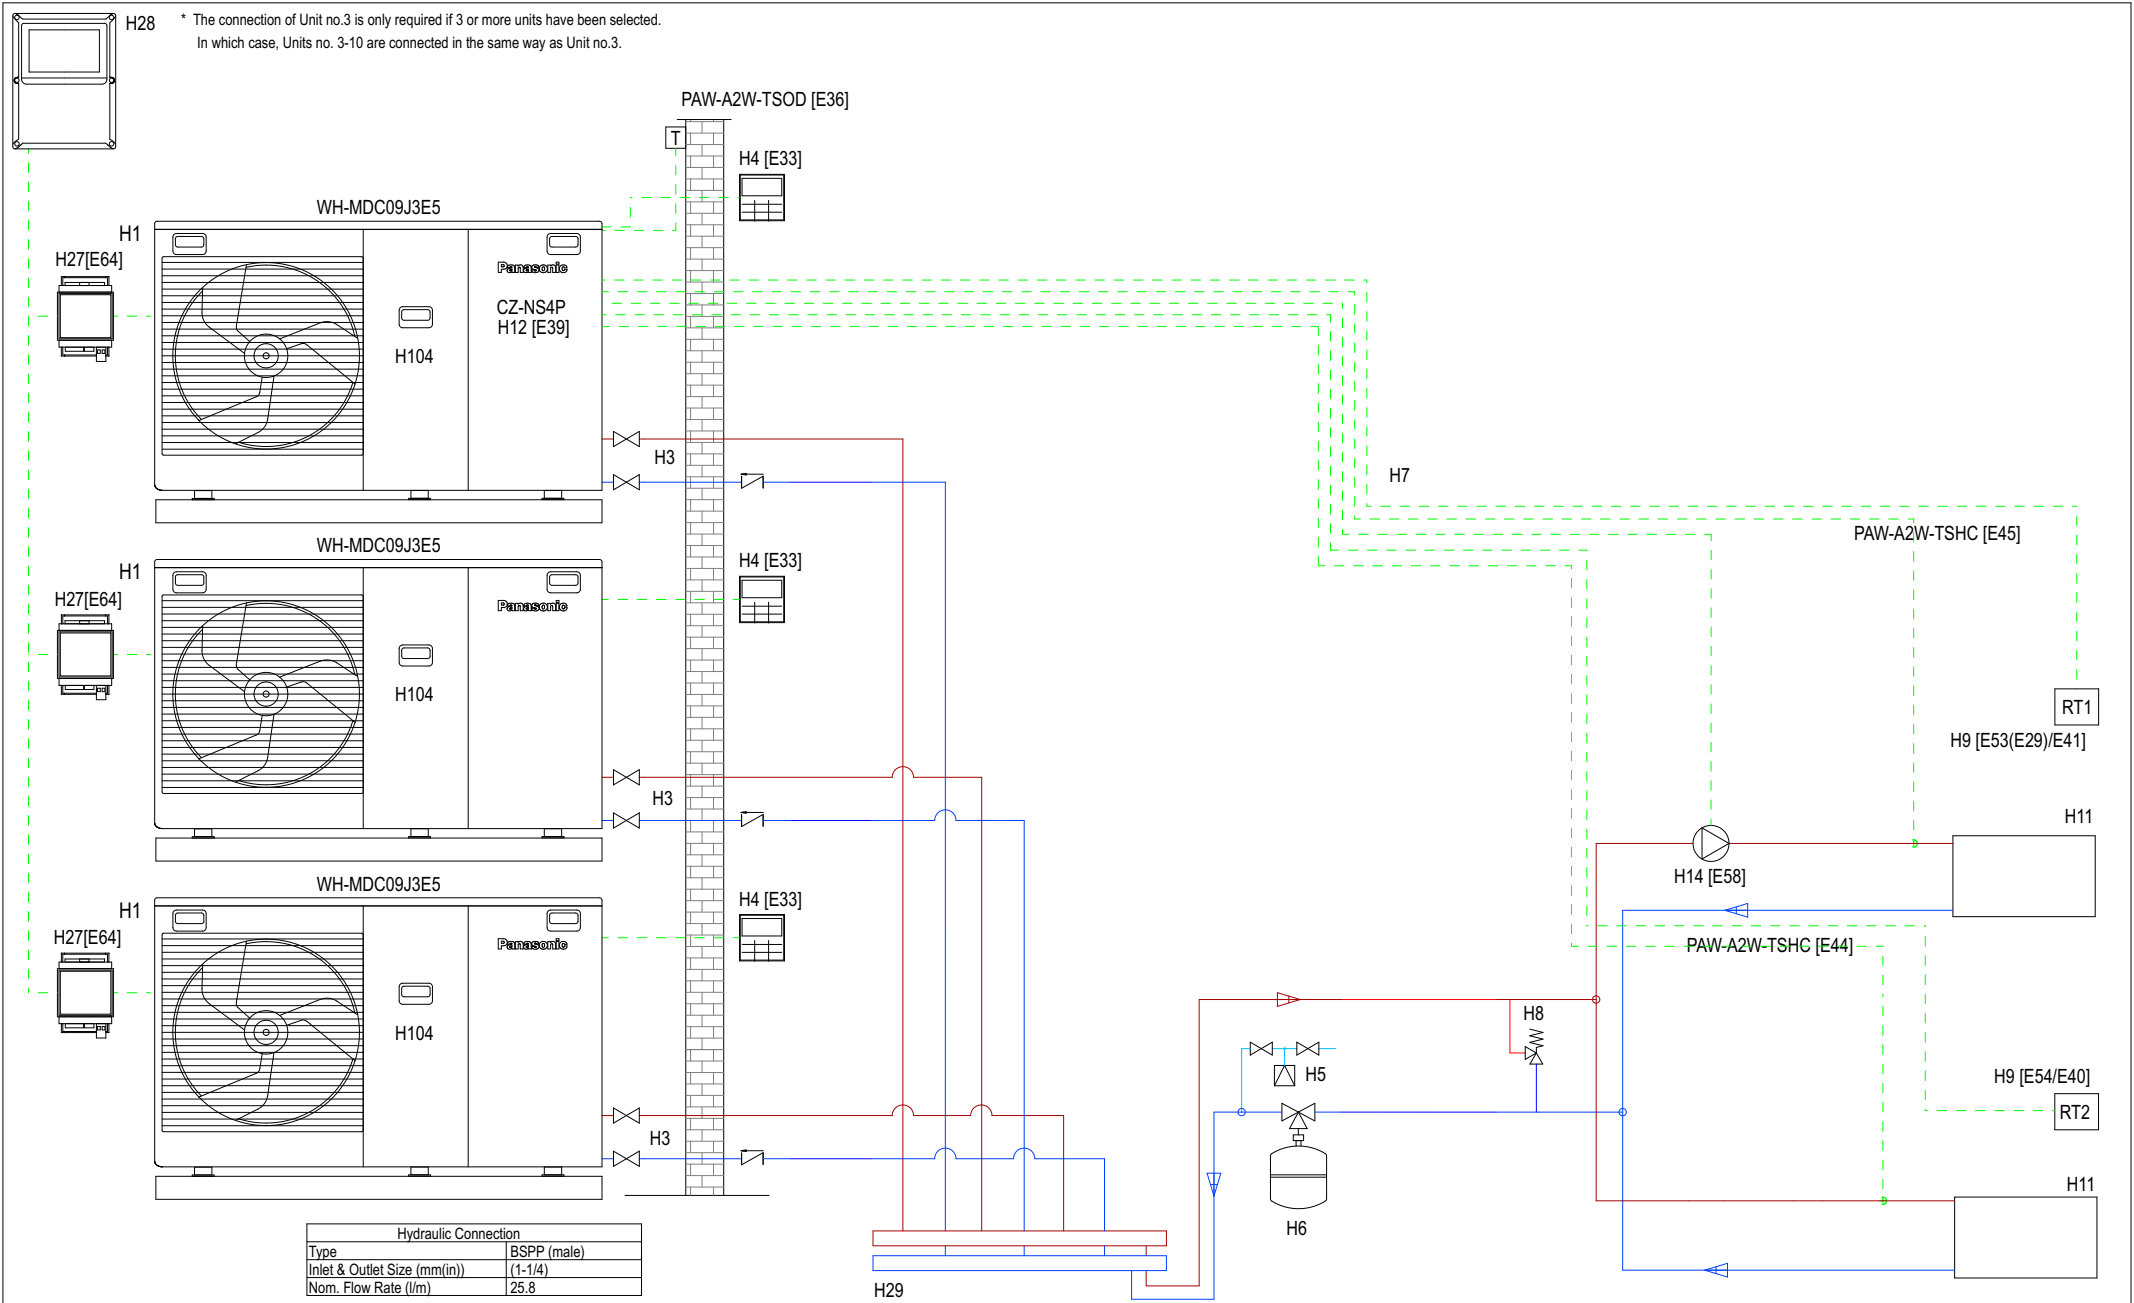 H28
* The connection of Unit no.3 is only required if 3 or more units have been selected.
In which case, Units no. 3-10 are connected in the same way as Unit no.3.
PAW-A2W-TSOD [E36]
T
H4 [E33]
WH-MDC09J3E5
H1
H27[E64]
Panasonic
CZ-NS4P
H12 [E39]
H104
H3
H7
PAW-A2W-TSHC [E45]
WH-MDC09J3E5
H1
H27[E64]
Panasonic
H4 [E33]
H104
H3
RT1
H9 [E53(E29)/E41]
H11
H14 [E58]
WH-MDC09J3E5
H1
H27[E64]
Panasonic
H4 [E33]
H104
H3
PAW-A2W-TSHC [E44]
H8
H5
H9 [E54/E40]
RT2
H11
H6
H29
Hydraulic Connection
Type BSPP (male)
Inlet & Outlet Size (mm(in)) (1-1/4)
Nom. Flow Rate (l/m) 25.8